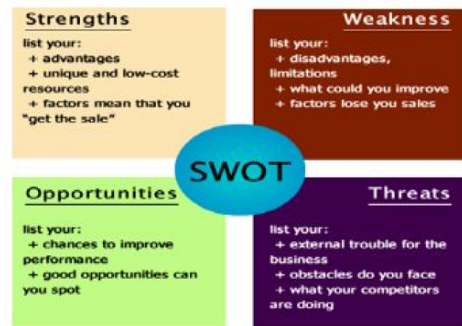 Strengths
list your:
+ advantages
+ unique and low-cost
resources
+ factors mean that you
"get the sale"
Weakness
list your:
+ disadvantages,
limitations
+ what could you improve
+ factors lose you sales
SWOT
Opportunities
list your:
+ chances to improve
performance
+ good opportunities can
you spot
Threats
list your:
+ external trouble for the
business
+ obstacles do you face
+ what your competitors
are doing